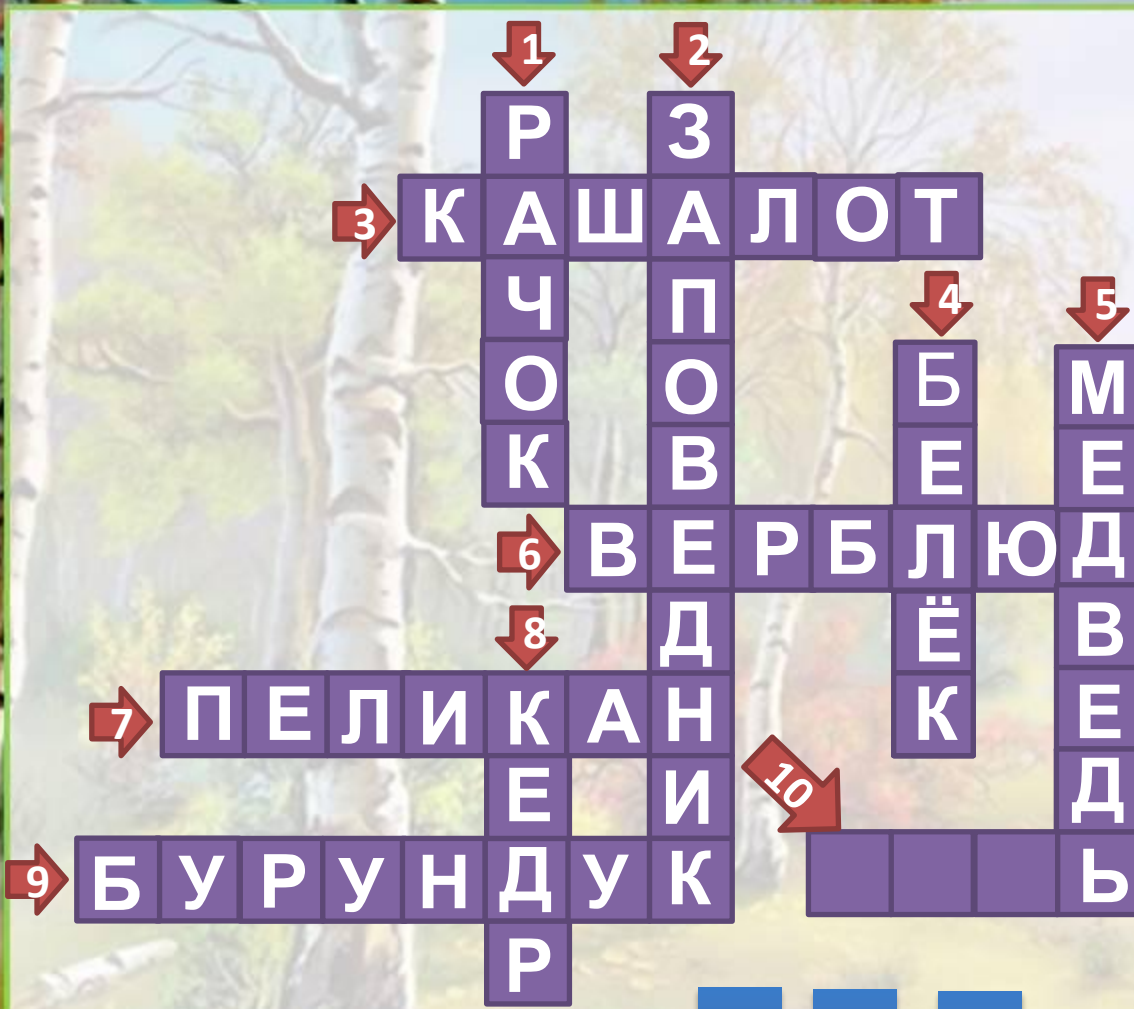 1 2
Р З
3 КАШАЛОТ
Ч П 4 5
О О Б М
К В Е Е
6 ВЕРБЛЮД
8 Д Ё В
7 ПЕЛИКАН К Е
Е И 10 Д
9 БУРУНДУК Ь
Р